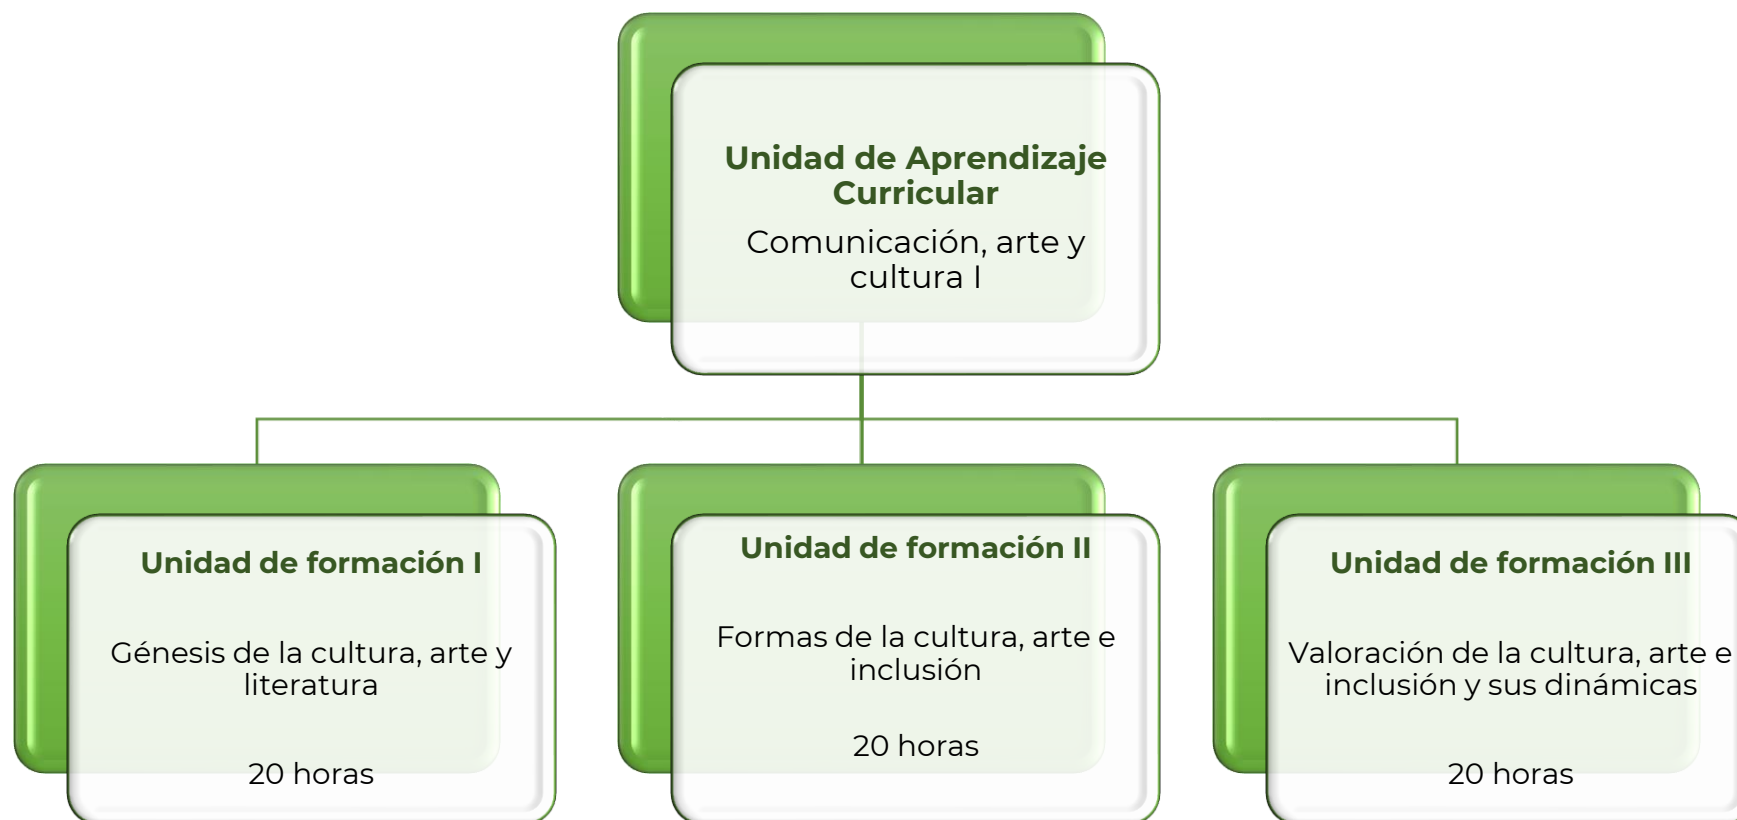 Unidad de Aprendizaje
Curricular
Comunicación, arte y
cultura I
Unidad de formación I
Génesis de la cultura, arte y
literatura
20 horas
Unidad de formación II
Formas de la cultura, arte e
inclusión
20 horas
Unidad de formación III
Valoración de la cultura, arte e
inclusión y sus dinámicas
20 horas